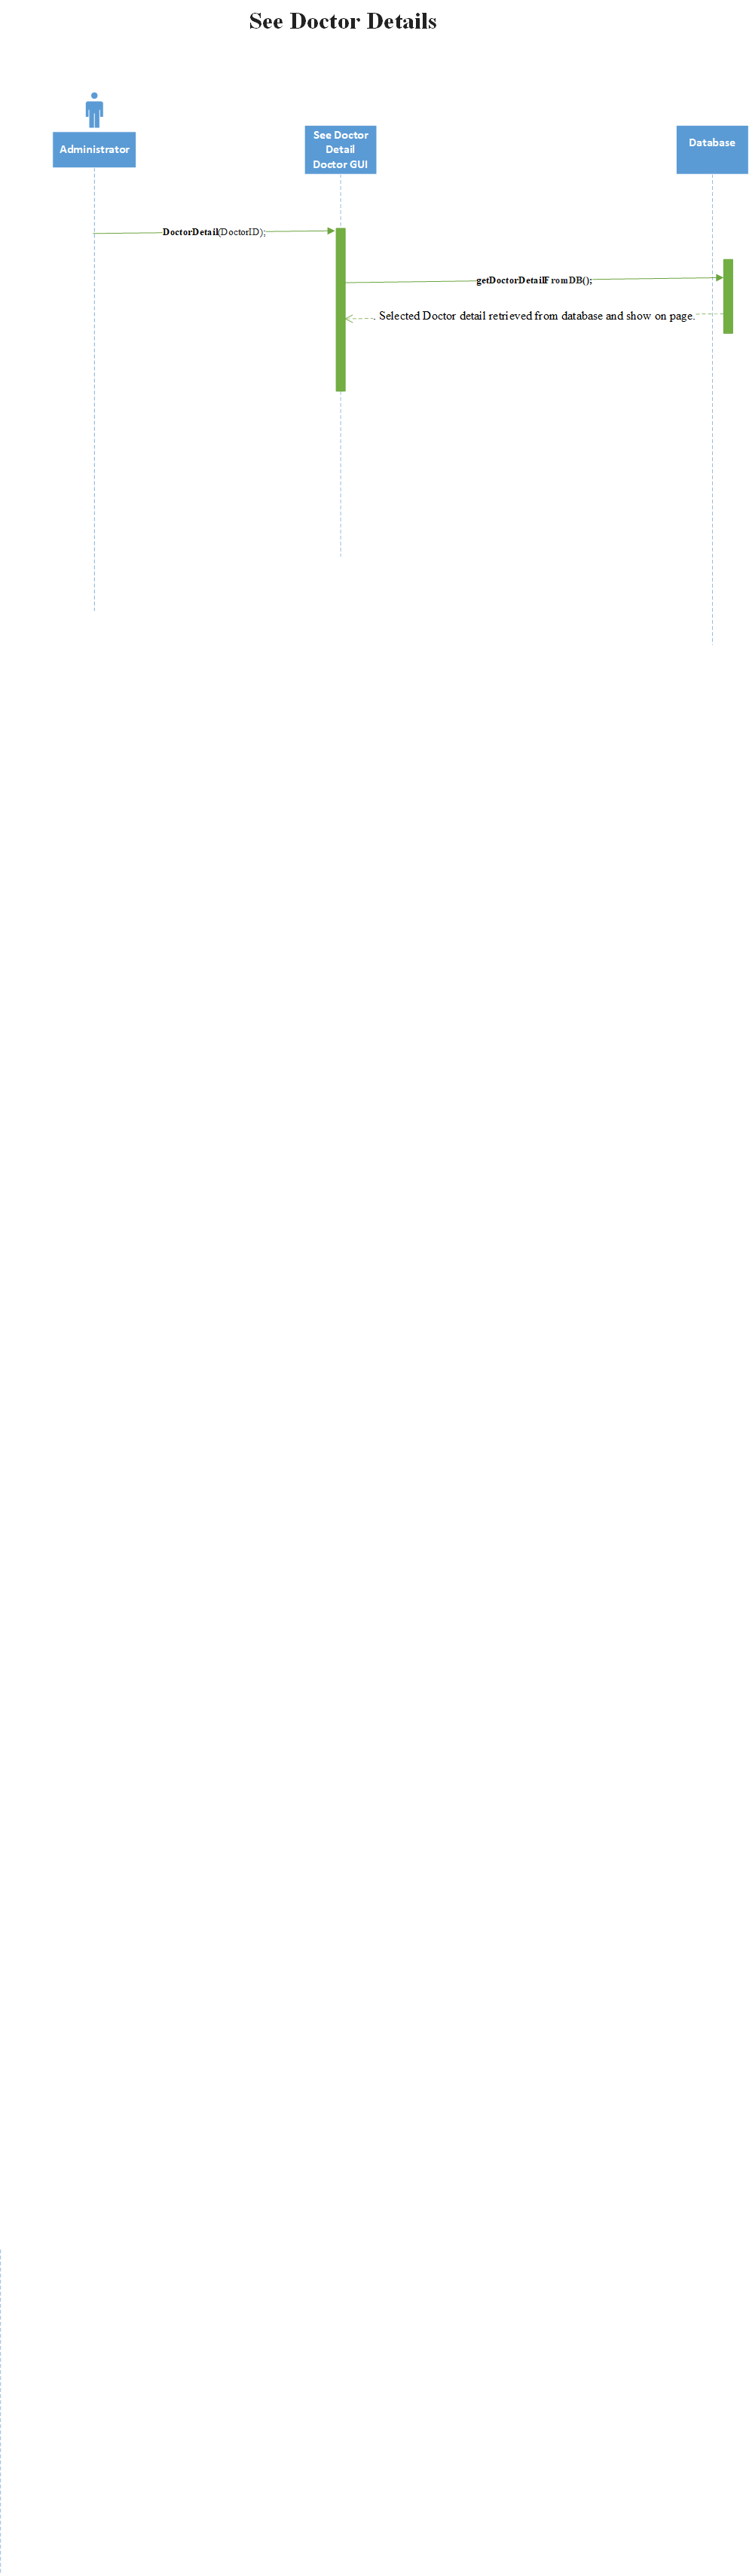 See Doctor Details
Administrator
See Doctor
Detail
Doctor GUI
Database
DoctorDetail(DoctorID);
getDoctorDetailFromDB();
. Selected Doctor detail retrieved from database and show on page.